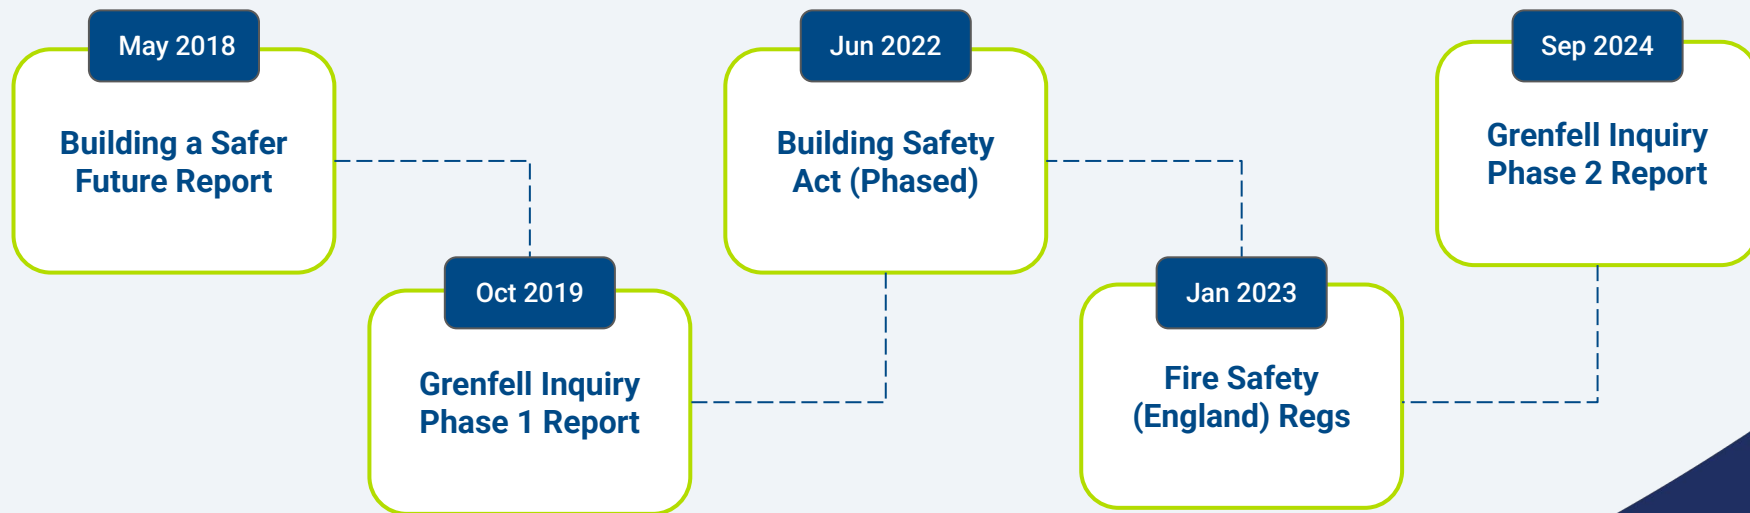 May 2018
Building a Safer
Future Report
Oct 2019
Grenfell Inquiry
Phase 1 Report
Jun 2022
Building Safety
Act (Phased)
Jan 2023
Fire Safety
(England) Regs
Sep 2024
Grenfell Inquiry
Phase 2 Report